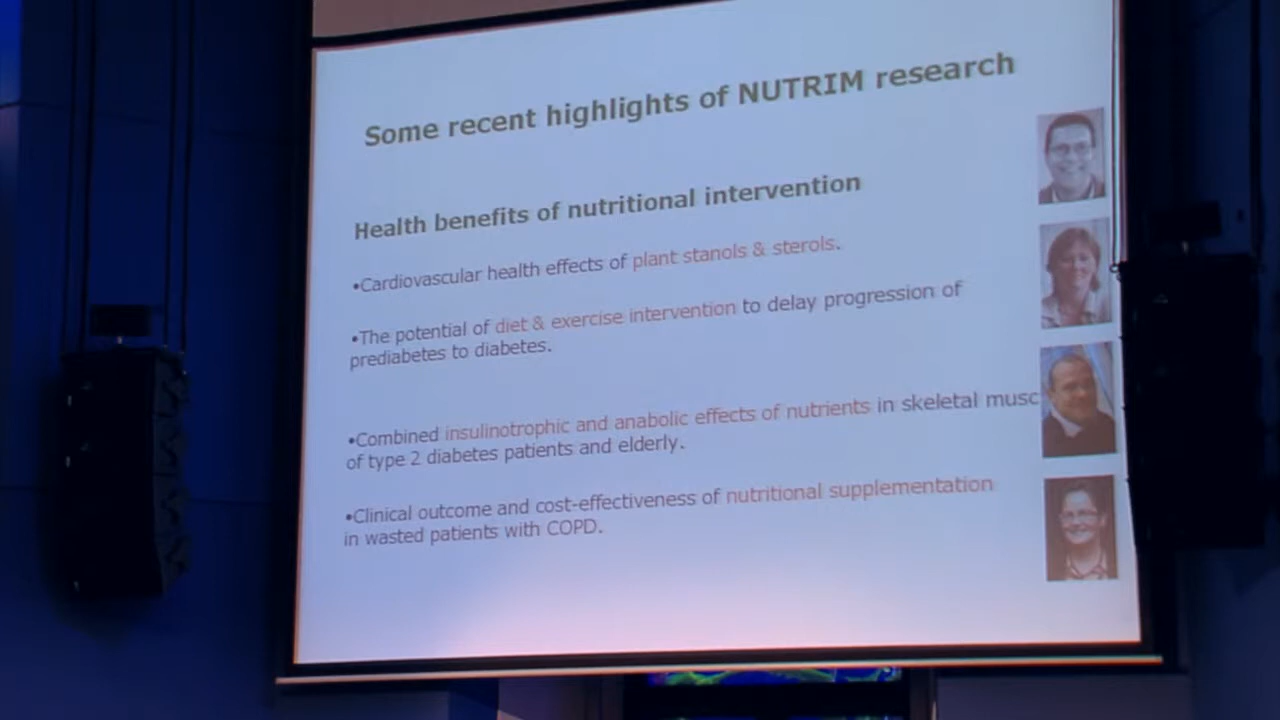 Some recent highlights of NUTRIM research
Health benefits of nutritional intervention
•Cardiovascular health effects of plant stanols & sterols.
•The potential of diet & exercise intervention to delay progression of
prediabetes to diabetes.
•Combined insulinotrophic and anabolic effects of nutrients in skeletal musc
of type 2 diabetes patients and elderly.
•Clinical outcome and cost-effectiveness of nutritional supplementation
in wasted patients with COPD.